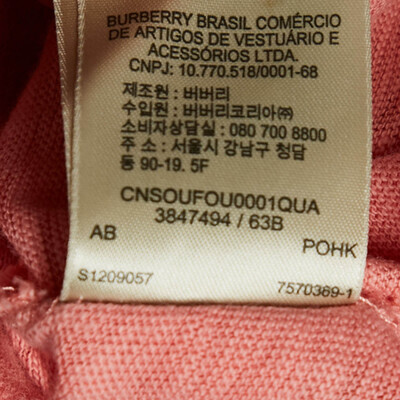 BURBERRY BRASIL COMÉRCIO
DE ARTIGOS DE VESTUÁRIO E
ACESSÓRIOS LTDA.
CNPJ: 10.770.518/0001-68
제조원 : 버버리
수입원 : 버버리코리아㈜
소비자상담실 : 080 700 8800
주 소 : 서울시 강남구 청담
동 90-19. 5F
CNSOUFOU0001QUA
3847494 / 63B
AB POHK
S1209057 7570369-1